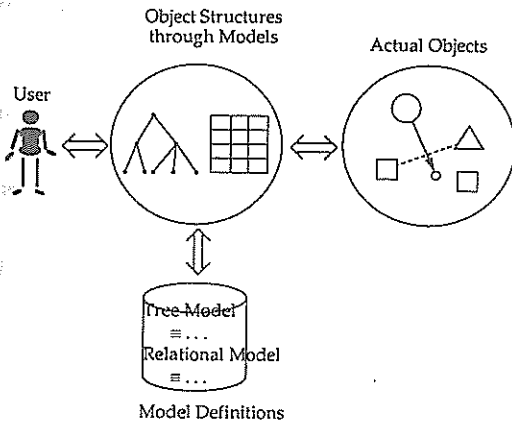 Object Structures
through Models
Actual Objects
User
Tree Model
≡ ...
Relational Model
≡ ...
Model Definitions